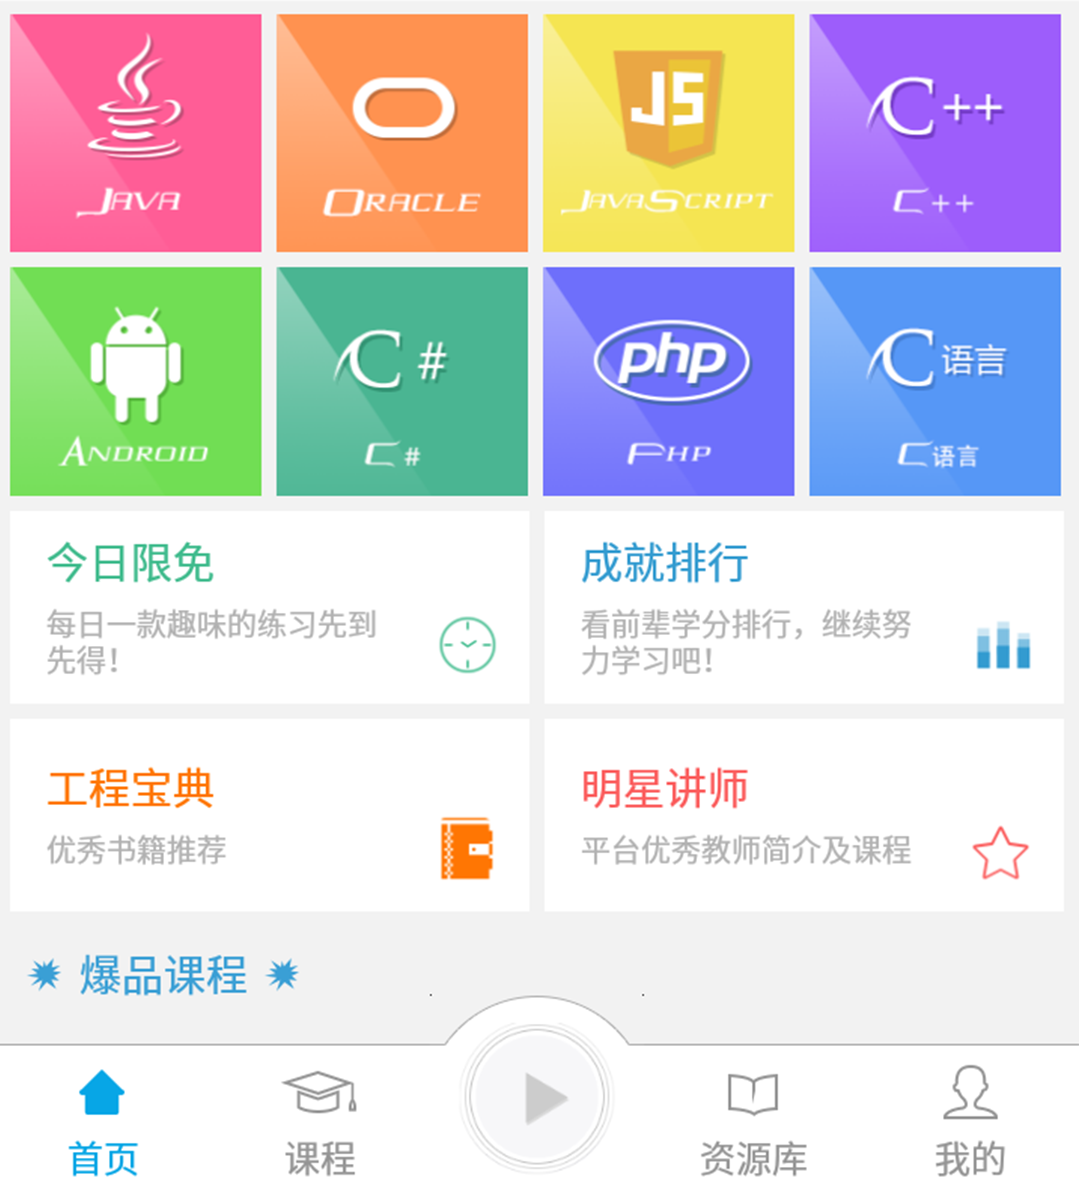 JAVA
ORACLE
JS
JAVASCRIPT
C++
C++
ANDROID
C #
C #
php
PHP
C语言
C语言
今日限免
每日一款趣味的练习先到
先得！
成就排行
看前辈学分排行，继续努
力学习吧！
工程宝典
优秀书籍推荐
明星讲师
平台优秀教师简介及课程
爆品课程
首页
课程
资源库
我的